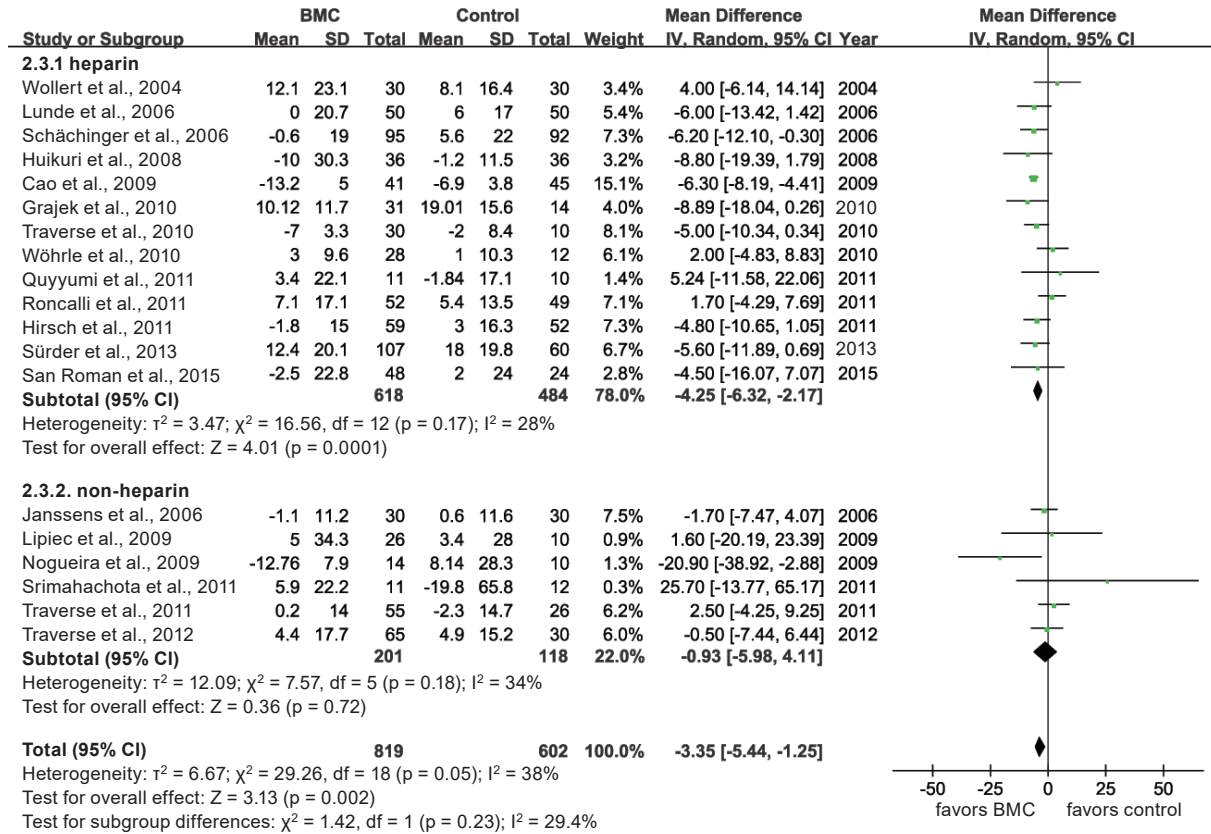 BMC Control Mean Difference Mean Difference
Study or Subgroup Mean SD Total Mean SD Total Weight IV, Random, 95% CI Year IV, Random, 95% CI
2.3.1 heparin
Wollert et al., 2004 12.1 23.1 30 8.1 16.4 30 3.4% 4.00 [-6.14, 14.14] 2004
Lunde et al., 2006 0 20.7 50 6 17 50 5.4% -6.00 [-13.42, 1.42] 2006
Schächinger et al., 2006 -0.6 19 95 5.6 22 92 7.3% -6.20 [-12.10, -0.30] 2006
Huikuri et al., 2008 -10 30.3 36 -1.2 11.5 36 3.2% -8.80 [-19.39, 1.79] 2008
Cao et al., 2009 -13.2 5 41 -6.9 3.8 45 15.1% -6.30 [-8.19, -4.41] 2009
Grajek et al., 2010 10.12 11.7 31 19.01 15.6 14 4.0% -8.89 [-18.04, 0.26] 2010
Traverse et al., 2010 -7 3.3 30 -2 8.4 10 8.1% -5.00 [-10.34, 0.34] 2010
Wöhrle et al., 2010 3 9.6 28 1 10.3 12 6.1% 2.00 [-4.83, 8.83] 2010
Quyyumi et al., 2011 3.4 22.1 11 -1.84 17.1 10 1.4% 5.24 [-11.58, 22.06] 2011
Roncalli et al., 2011 7.1 17.1 52 5.4 13.5 49 7.1% 1.70 [-4.29, 7.69] 2011
Hirsch et al., 2011 -1.8 15 59 3 16.3 52 7.3% -4.80 [-10.65, 1.05] 2011
Sürder et al., 2013 12.4 20.1 107 18 19.8 60 6.7% -5.60 [-11.89, 0.69] 2013
San Roman et al., 2015 -2.5 22.8 48 2 24 24 2.8% -4.50 [-16.07, 7.07] 2015
Subtotal (95% CI) 618 484 78.0% -4.25 [-6.32, -2.17]
Heterogeneity: τ² = 3.47; χ² = 16.56, df = 12 (p = 0.17); I² = 28%
Test for overall effect: Z = 4.01 (p = 0.0001)
2.3.2. non-heparin
Janssens et al., 2006 -1.1 11.2 30 0.6 11.6 30 7.5% -1.70 [-7.47, 4.07] 2006
Lipiec et al., 2009 5 34.3 26 3.4 28 10 0.9% 1.60 [-20.19, 23.39] 2009
Nogueira et al., 2009 -12.76 7.9 14 8.14 28.3 10 1.3% -20.90 [-38.92, -2.88] 2009
Srimahachota et al., 2011 5.9 22.2 11 -19.8 65.8 12 0.3% 25.70 [-13.77, 65.17] 2011
Traverse et al., 2011 0.2 14 55 -2.3 14.7 26 6.2% 2.50 [-4.25, 9.25] 2011
Traverse et al., 2012 4.4 17.7 65 4.9 15.2 30 6.0% -0.50 [-7.44, 6.44] 2012
Subtotal (95% CI) 201 118 22.0% -0.93 [-5.98, 4.11]
Heterogeneity: τ² = 12.09; χ² = 7.57, df = 5 (p = 0.18); I² = 34%
Test for overall effect: Z = 0.36 (p = 0.72)
Total (95% CI) 819 602 100.0% -3.35 [-5.44, -1.25]
Heterogeneity: τ² = 6.67; χ² = 29.26, df = 18 (p = 0.05); I² = 38%
Test for overall effect: Z = 3.13 (p = 0.002)
Test for subgroup differences: χ² = 1.42, df = 1 (p = 0.23); I² = 29.4%
-50 -25 0 25 50
favors BMC favors control